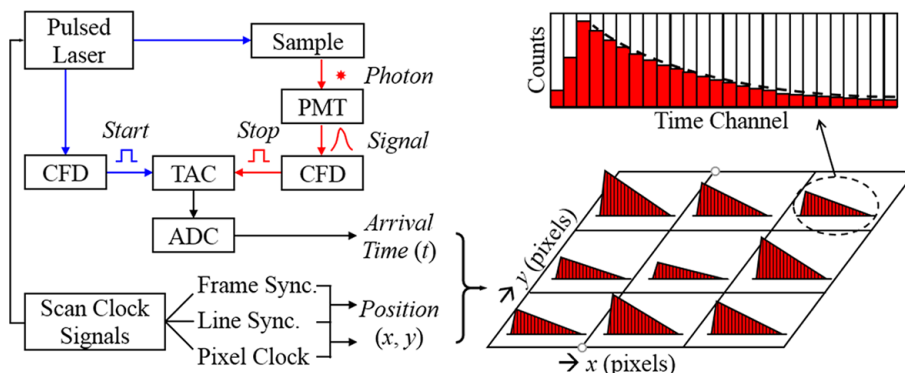 Pulsed
Laser
Sample
Photon
PMT
Start
Stop
Signal
CFD
TAC
CFD
ADC
Arrival
Time (t)
Scan Clock
Signals
Frame Sync.
Line Sync.
Pixel Clock
Position
(x, y)
Counts
Time Channel
y (pixels)
x (pixels)